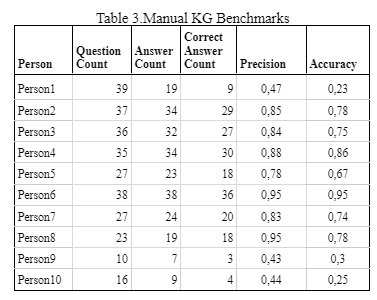 Table 3.Manual KG Benchmarks
Person Question Count Answer Count Correct Answer Count Precision Accuracy
Person1 39 19 9 0,47 0,23
Person2 37 34 29 0,85 0,78
Person3 36 32 27 0,84 0,75
Person4 35 34 30 0,88 0,86
Person5 27 23 18 0,78 0,67
Person6 38 38 36 0,95 0,95
Person7 27 24 20 0,83 0,74
Person8 23 19 18 0,95 0,78
Person9 10 7 3 0,43 0,3
Person10 16 9 4 0,44 0,25